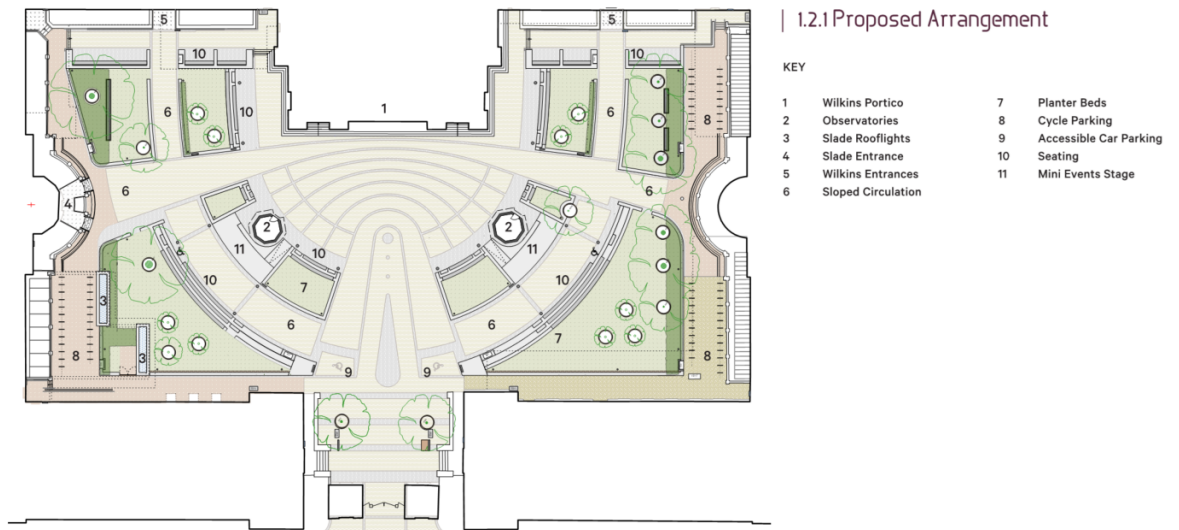 1.2.1 Proposed Arrangement
KEY
1 Wilkins Portico
2 Observatories
3 Slade Rooflights
4 Slade Entrance
5 Wilkins Entrances
6 Sloped Circulation
7 Planter Beds
8 Cycle Parking
9 Accessible Car Parking
10 Seating
11 Mini Events Stage
5 5
10 10
1
6 10 6 8
6 6
4
2 2
11 11
10 10
10 10
3 7
6 6
7
3
8 8
9 9